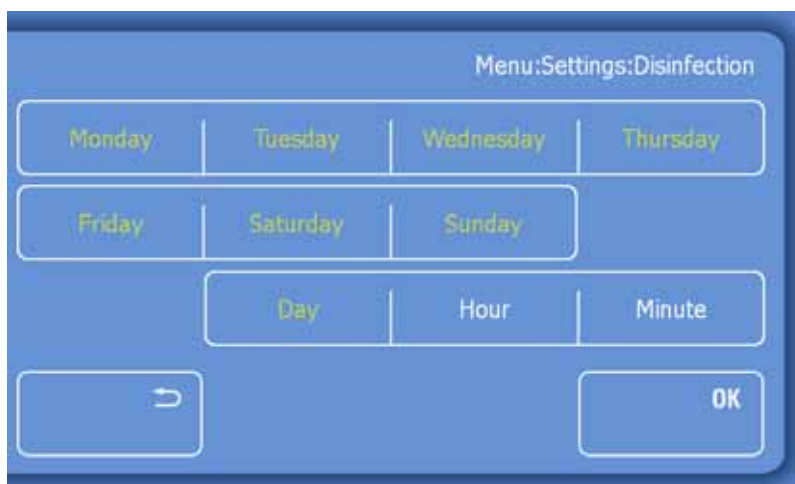 Menu:Settings:Disinfection
Monday Tuesday Wednesday Thursday
Friday Saturday Sunday
Day Hour Minute
OK